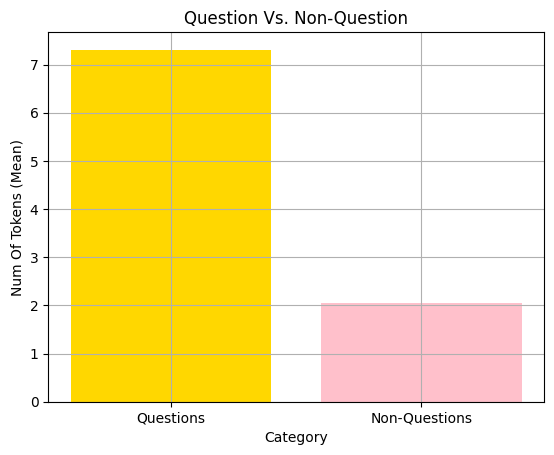 Question Vs. Non-Question
7
6
5
4
3
2
1
0
Num Of Tokens (Mean)
Questions
Non-Questions
Category